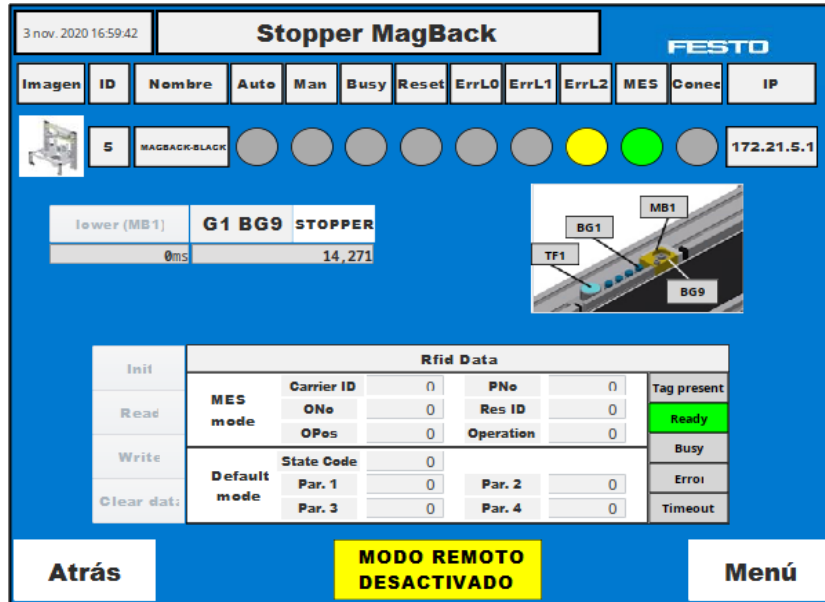 3 nov. 2020 16:59:42 Stopper MagBack FESTO
Imagen ID Nombre Auto Man Busy Reset ErrL0 ErrL1 ErrL2 MES Conec IP
5 MAGBACK-BLACK 172.21.5.1
lower (MB1) G1 BG9 STOPPER
0ms 14,271
MB1
BG1
TF1
BG9
Rfid Data
Init
Read
Write
Clear data
MES mode
Carrier ID 0 PNo 0
ONo 0 Res ID 0
OPos 0 Operation 0
Default mode
State Code 0
Par. 1 0 Par. 2 0
Par. 3 0 Par. 4 0
Tag present
Ready
Busy
Error
Timeout
Atrás
MODO REMOTO
DESACTIVADO
Menú